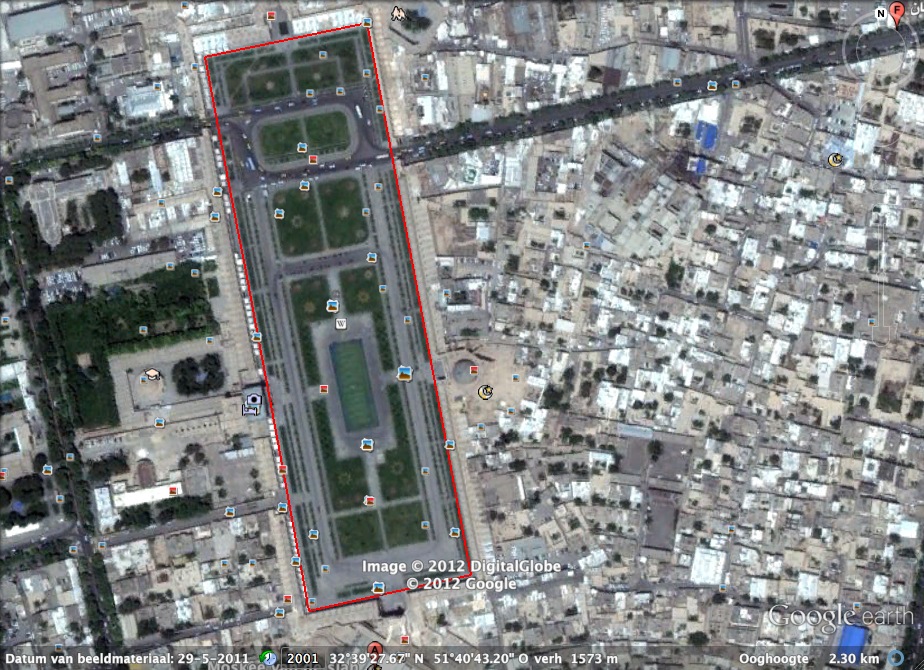 N
F
W
Image © 2012 DigitalGlobe
© 2012 Google
Google earth
A
Datum van beeldmateriaal: 29-5-2011 2001 32°39'27.67" N 51°40'43.20" O verh 1573 m Ooghoogte 2.30 km